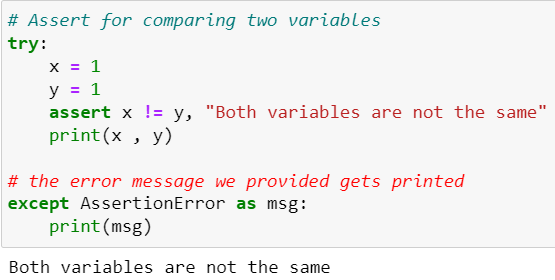 # Assert for comparing two variables
try:
    x = 1
    y = 1
    assert x != y, "Both variables are not the same"
    print(x , y)

# the error message we provided gets printed
except AssertionError as msg:
    print(msg)

Both variables are not the same